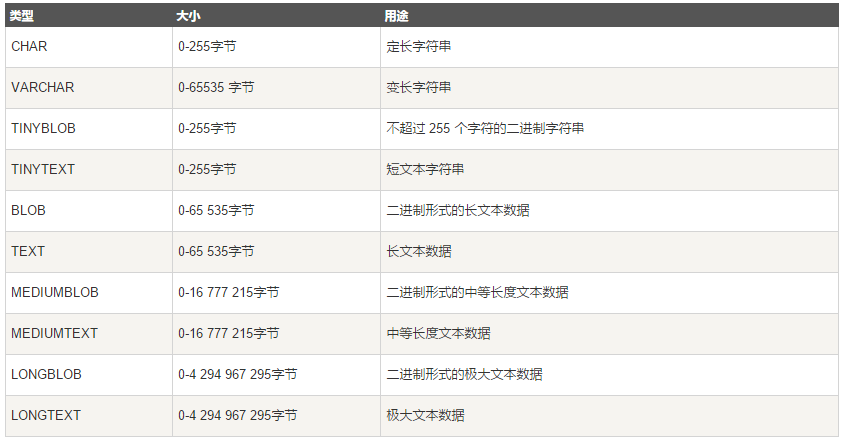 类型 大小 用途
CHAR 0-255字节 定长字符串
VARCHAR 0-65535 字节 变长字符串
TINYBLOB 0-255字节 不超过 255 个字符的二进制字符串
TINYTEXT 0-255字节 短文本字符串
BLOB 0-65 535字节 二进制形式的长文本数据
TEXT 0-65 535字节 长文本数据
MEDIUMBLOB 0-16 777 215字节 二进制形式的中等长度文本数据
MEDIUMTEXT 0-16 777 215字节 中等长度文本数据
LONGBLOB 0-4 294 967 295字节 二进制形式的极大文本数据
LONGTEXT 0-4 294 967 295字节 极大文本数据